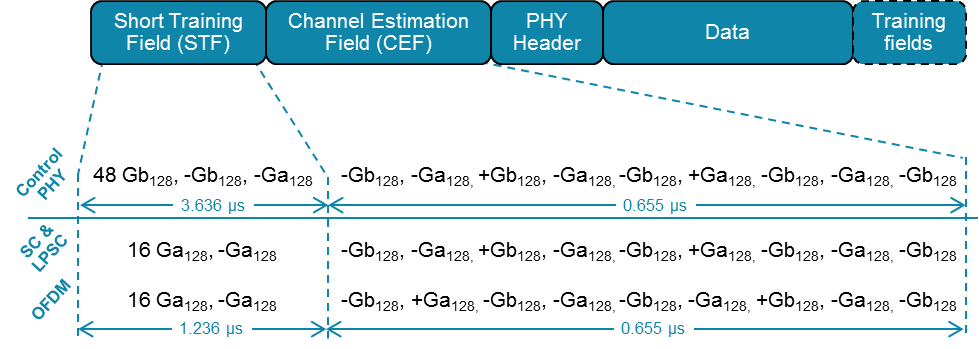 Short Training Field (STF)
Channel Estimation Field (CEF)
PHY Header
Data
Training fields
Control PHY
48 Gb128, -Gb128, -Ga128
-Gb128, -Ga128, +Gb128, -Ga128, -Gb128, +Ga128, -Gb128, -Ga128, -Gb128
3.636 µs
0.655 µs
SC & LPSC
16 Ga128, -Ga128
-Gb128, -Ga128, +Gb128, -Ga128, -Gb128, +Ga128, -Gb128, -Ga128, -Gb128
OFDM
16 Ga128, -Ga128
-Gb128, +Ga128, -Gb128, -Ga128, -Gb128, -Ga128, +Gb128, -Ga128, -Gb128
1.236 µs
0.655 µs